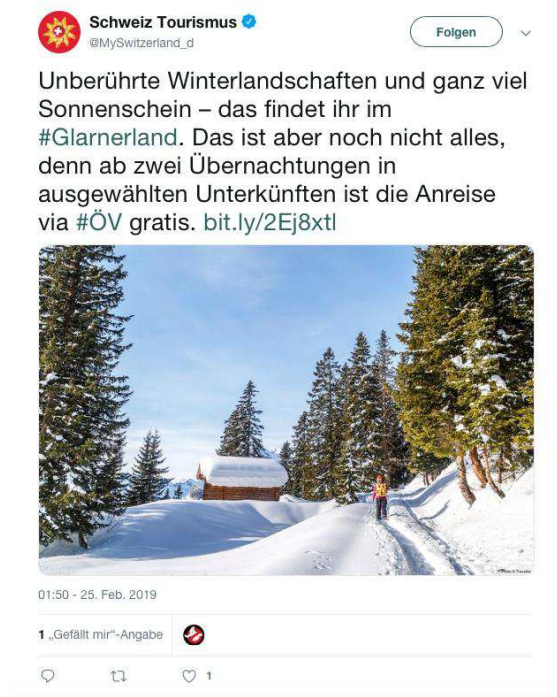 Schweiz Tourismus
@MySwitzerland_d
Folgen
Unberührte Winterlandschaften und ganz viel
Sonnenschein – das findet ihr im
#Glarnerland. Das ist aber noch nicht alles,
denn ab zwei Übernachtungen in
ausgewählten Unterkünften ist die Anreise
via #ÖV gratis. bit.ly/2Ej8xtl
01:50 - 25. Feb. 2019
1 „Gefällt mir“-Angabe
1